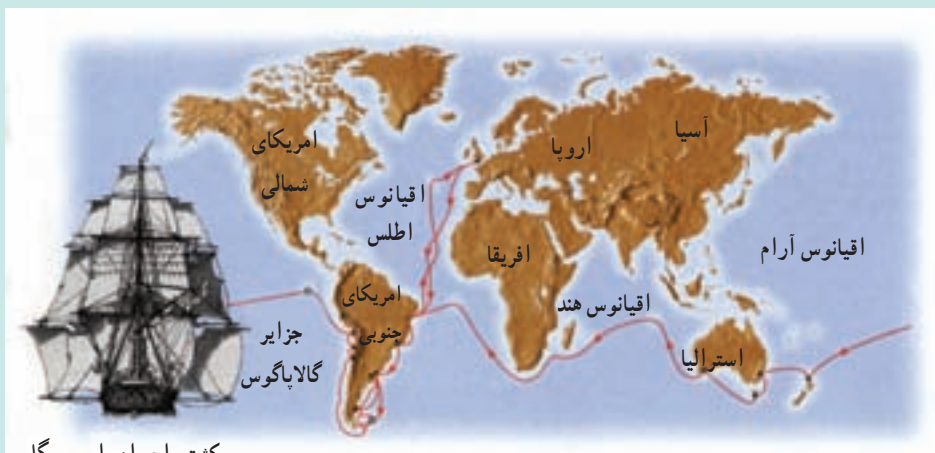 امریکای
شمالی
اقیانوس
اطلس
اروپا
آسیا
افریقا
اقیانوس آرام
امریکای
جنوبی
اقیانوس هند
جزایر
گالاپاگوس
استرالیا